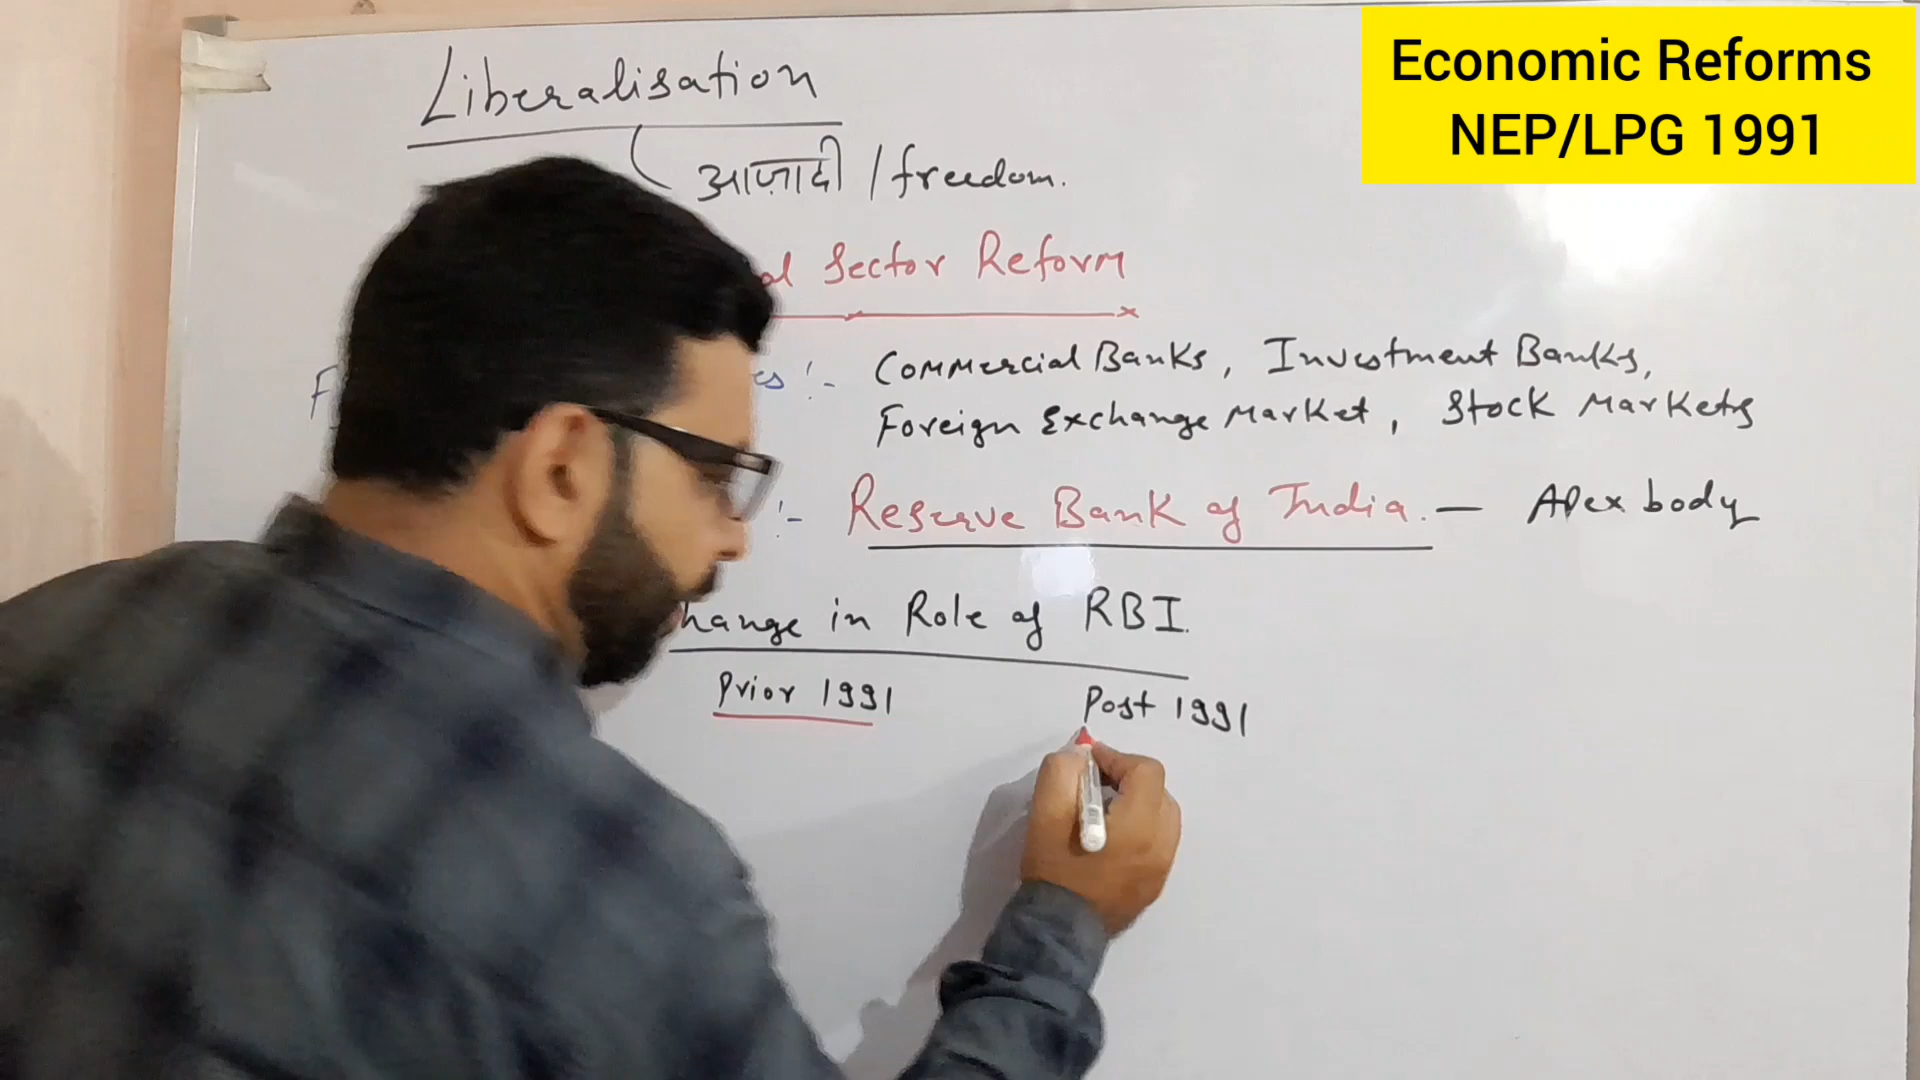 Liberalisation
आज़ादी / freedom.
Sector Reform
Commercial Banks, Investment Banks,
Foreign Exchange Market, Stock Markets
:- Reserve Bank of India. — Apex body
hange in Role of RBI.
Prior 1991 Post 1991
Economic Reforms
NEP/LPG 1991